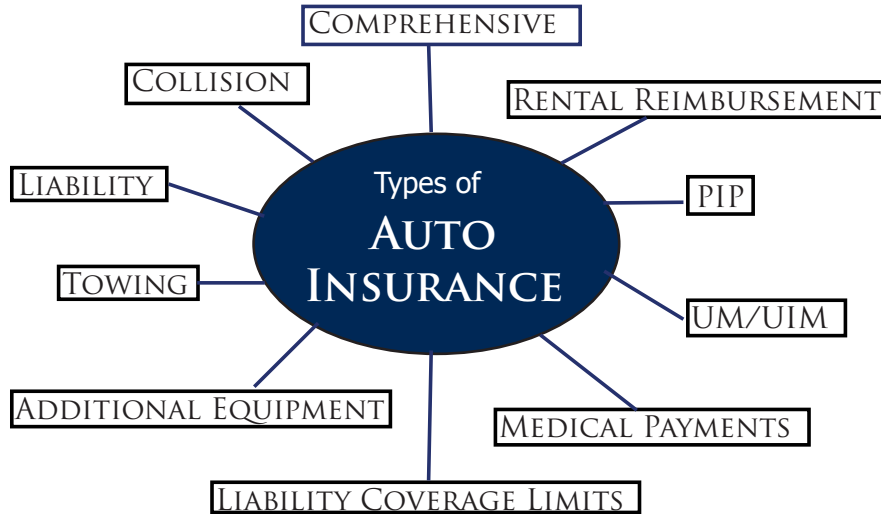 COMPREHENSIVE
COLLISION
RENTAL REIMBURSEMENT
LIABILITY
Types of
AUTO
INSURANCE
PIP
TOWING
UM/UIM
ADDITIONAL EQUIPMENT
MEDICAL PAYMENTS
LIABILITY COVERAGE LIMITS